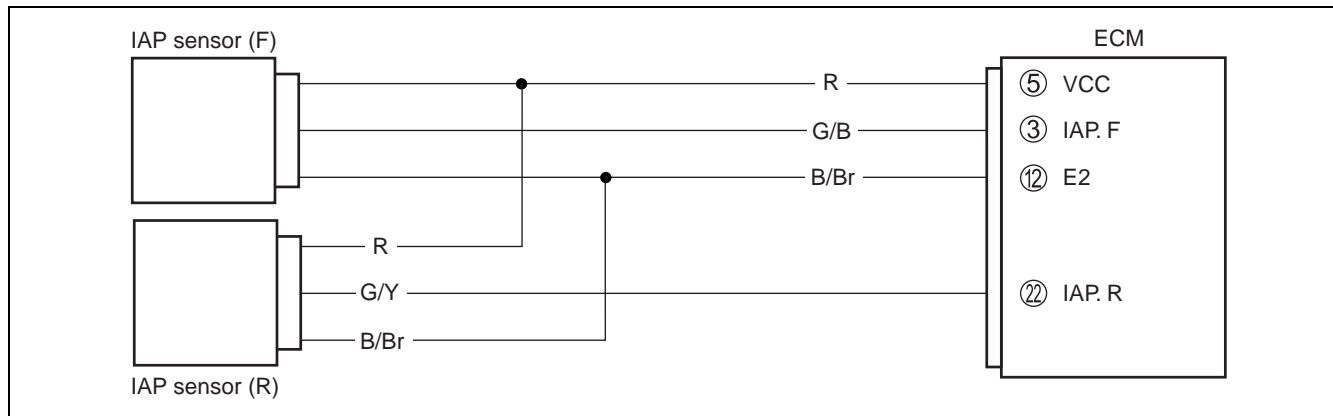 IAP sensor (F)
ECM
R
⑤ VCC
G/B
③ IAP. F
B/Br
⑫ E2
R
G/Y
㉒ IAP. R
B/Br
IAP sensor (R)